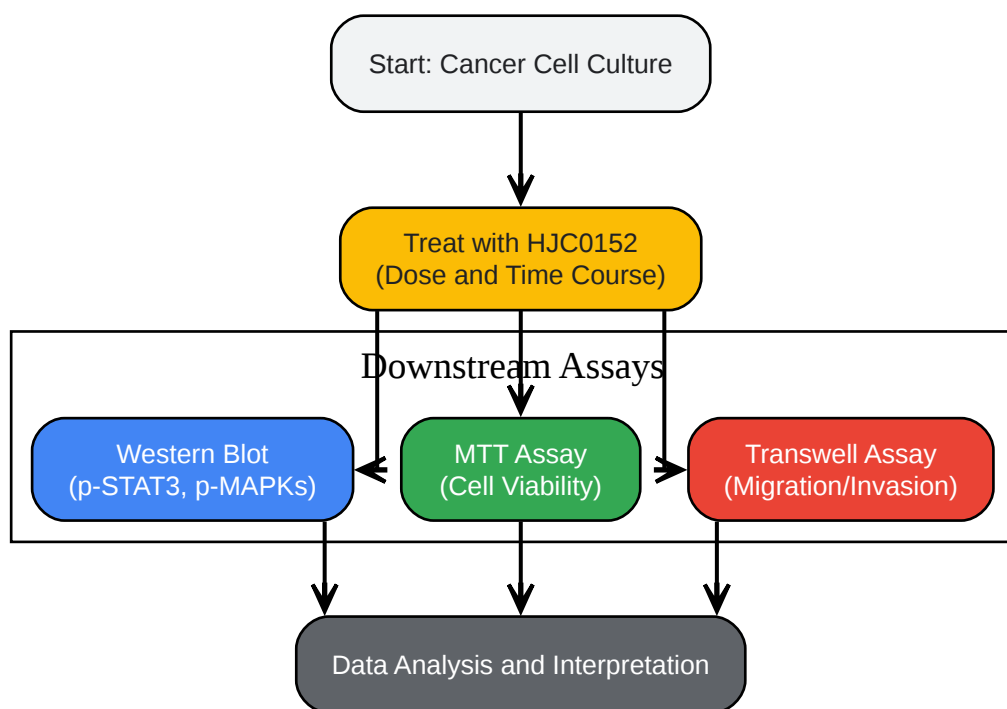 Start: Cancer Cell Culture
Treat with HJC0152
(Dose and Time Course)
Downstream Assays
Western Blot
(p-STAT3, p-MAPKs)
MTT Assay
(Cell Viability)
Transwell Assay
(Migration/Invasion)
Data Analysis and Interpretation